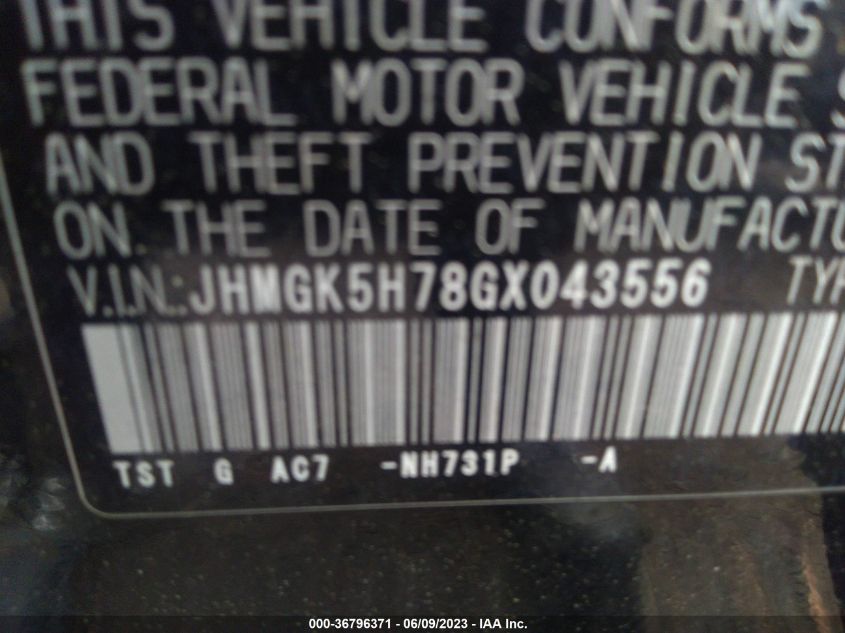 THIS VEHICLE CONFORMS
FEDERAL MOTOR VEHICLE S
AND THEFT PREVENTION ST
ON THE DATE OF MANUFACTU
V.I.N.:JHMGK5H78GX043556 TYP
TST G AC7 -NH731P -A
000-36796371 | 06/09/2023 | IAA Inc.